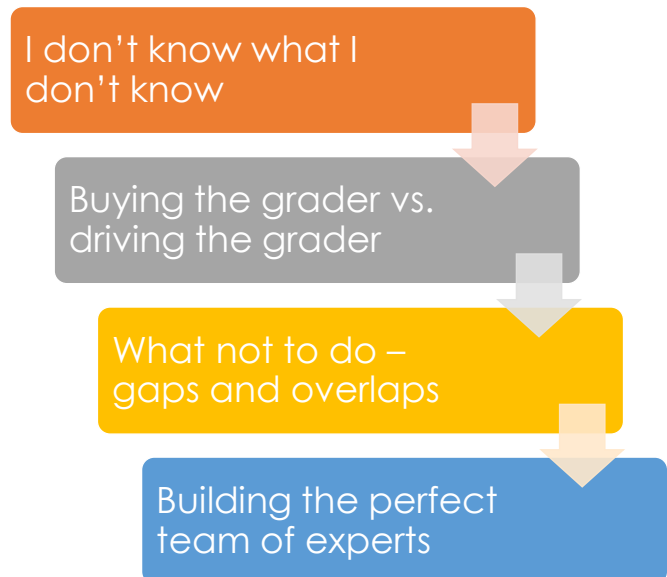 I don’t know what I
don’t know
Buying the grader vs.
driving the grader
What not to do –
gaps and overlaps
Building the perfect
team of experts